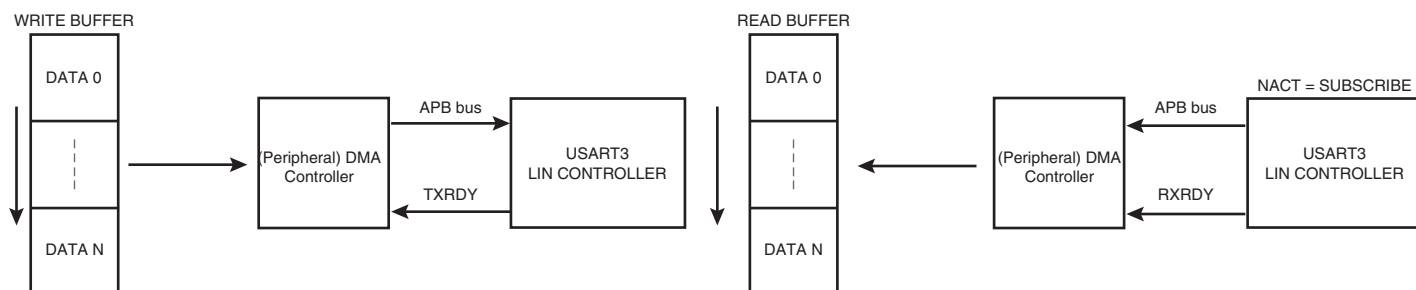 WRITE BUFFER
DATA 0
DATA N
(Peripheral) DMA
Controller
APB bus
TXRDY
USART3
LIN CONTROLLER
READ BUFFER
DATA 0
DATA N
(Peripheral) DMA
Controller
APB bus
RXRDY
NACT = SUBSCRIBE
USART3
LIN CONTROLLER